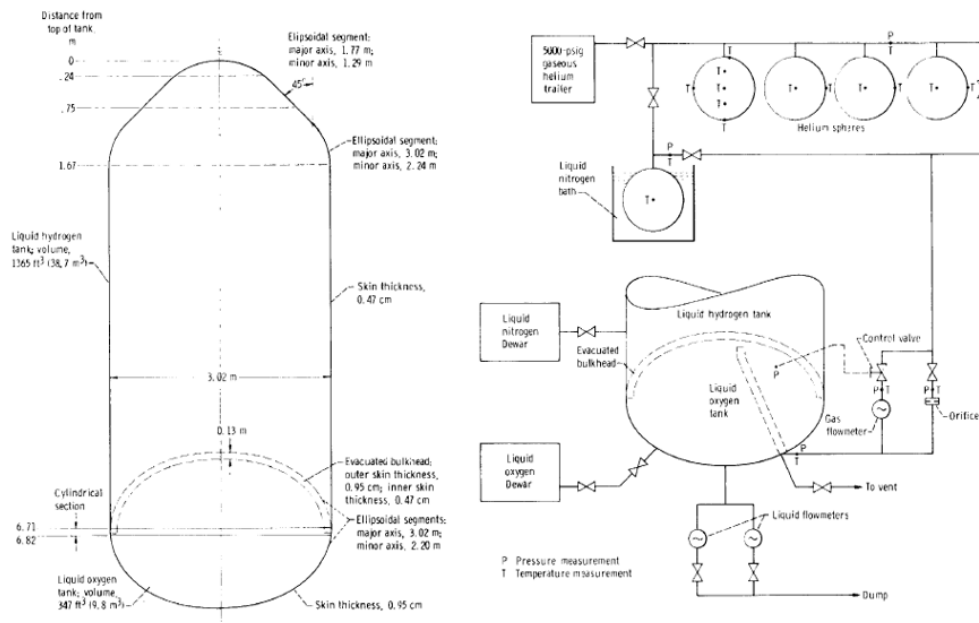 Distance from
top of tank,
m
0
.24
.75
1.67
6.71
6.82
Elipsoidal segment:
major axis, 1.77 m;
minor axis, 1.29 m
45°
Ellipsoidal segment:
major axis, 3.02 m;
minor axis, 2.24 m
Liquid hydrogen
tank; volume,
1365 ft³ (38.7 m³)
Skin thickness,
0.47 cm
3.02 m
0.13 m
Evacuated bulkhead;
outer skin thickness,
0.95 cm; inner skin
thickness, 0.47 cm
Cylindrical
section
Ellipsoidal segments:
major axis, 3.02 m;
minor axis, 2.20 m
Liquid oxygen
tank; volume,
347 ft³ (9.8 m³)
Skin thickness, 0.95 cm
5000-psig
gaseous
helium
trailer
P
T
T
T
T
T
T
T
T
T
T
T
T
T
Helium spheres
P
T
Liquid
nitrogen
bath
T
Liquid
nitrogen
Dewar
Liquid hydrogen tank
Evacuated
bulkhead
P
Liquid
oxygen
tank
Control valve
P T
P T
Gas
flowmeter
Orifice
P
T
Liquid
oxygen
Dewar
To vent
Liquid flowmeters
P Pressure measurement
T Temperature measurement
Dump